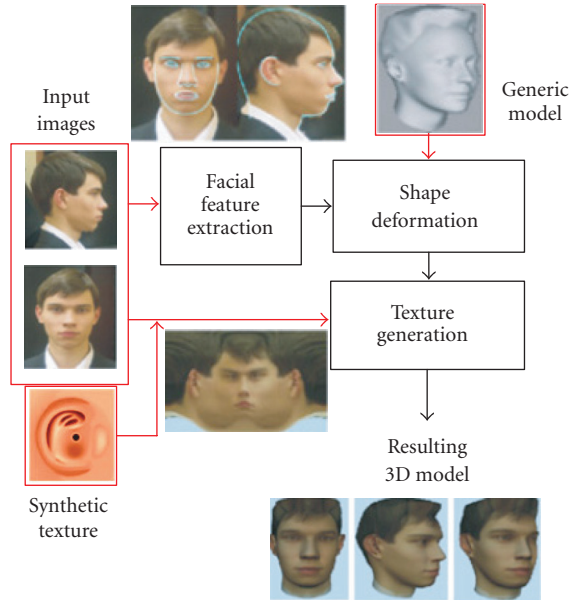 Input
images
Generic
model
Facial
feature
extraction
Shape
deformation
Texture
generation
Resulting
3D model
Synthetic
texture